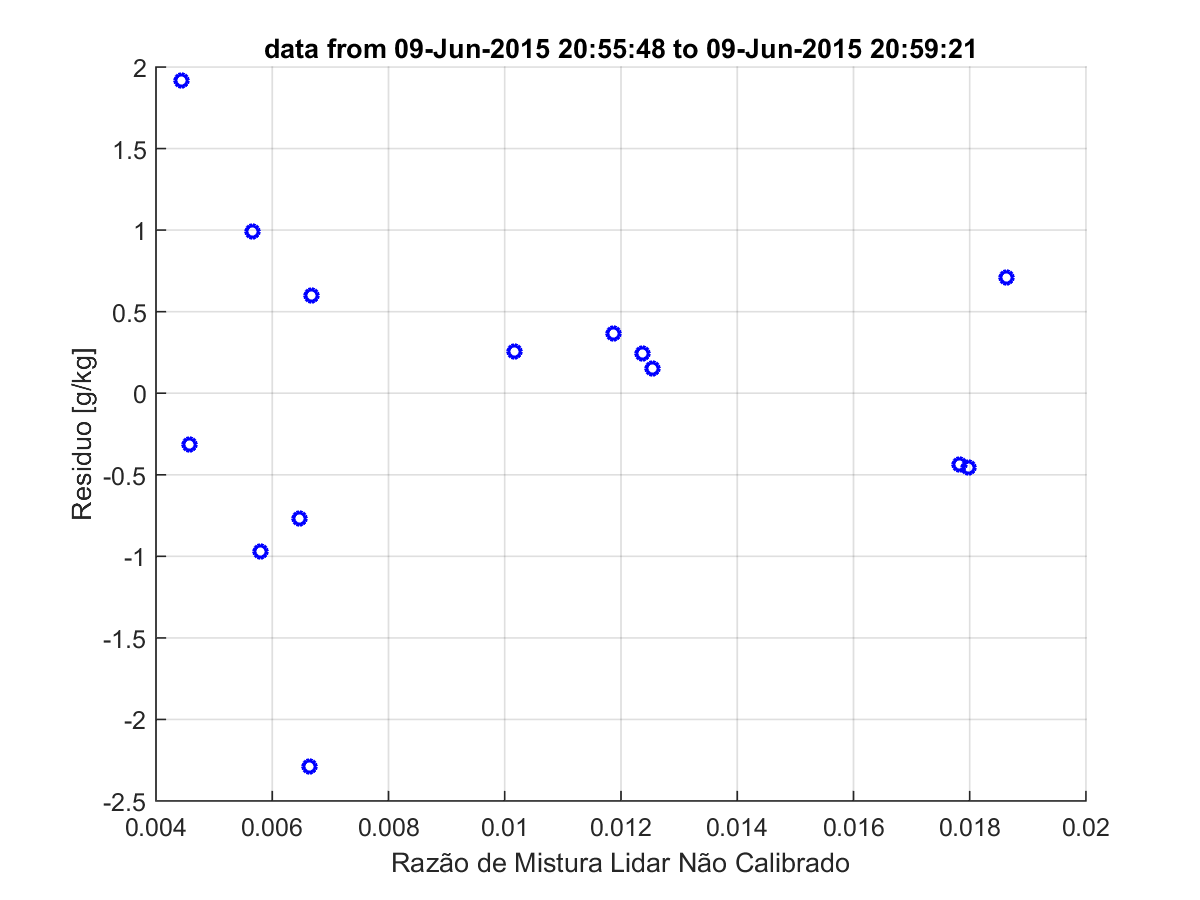 data from 09-Jun-2015 20:55:48 to 09-Jun-2015 20:59:21
2
1.5
1
0.5
0
-0.5
-1
-1.5
-2
-2.5
Residuo [g/kg]
0.004 0.006 0.008 0.01 0.012 0.014 0.016 0.018 0.02
Razão de Mistura Lidar Não Calibrado